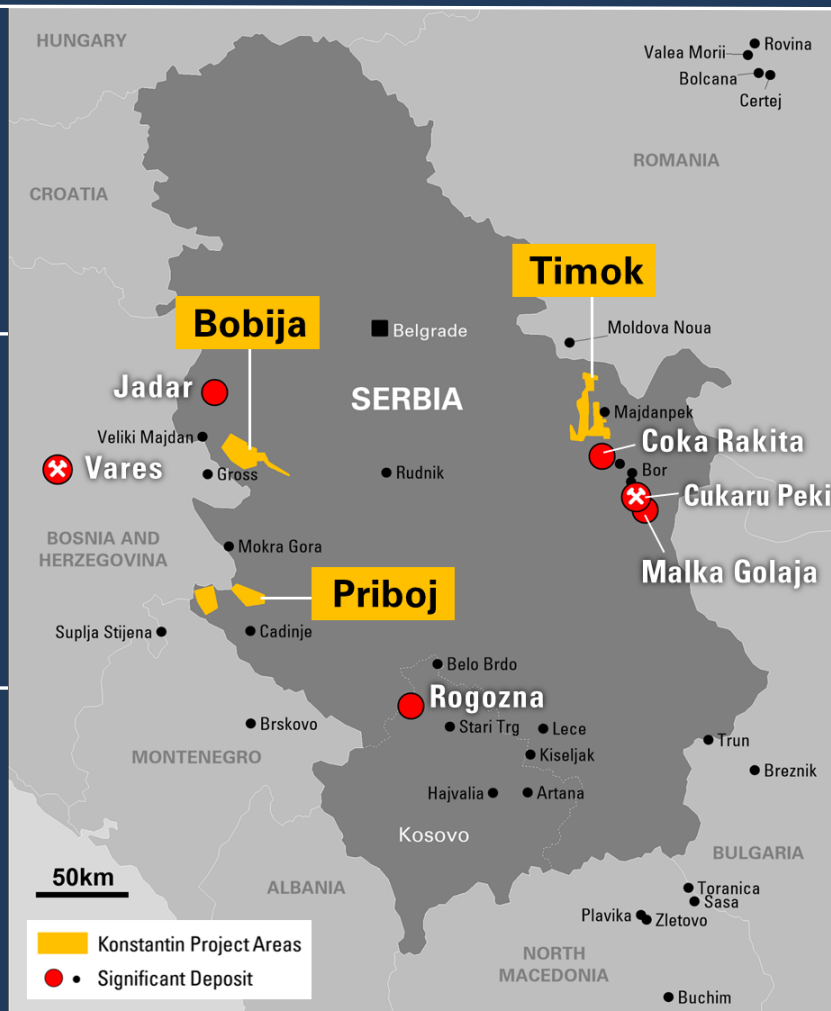 HUNGARY
Valea Morii
Rovina
Bolcana
Certej
ROMANIA
CROATIA
Timok
Bobija
Belgrade
Moldova Noua
Jadar
SERBIA
Majdanpek
Veliki Majdan
Coka Rakita
Vares
Gross
Rudnik
Bor
Cukaru Peki
BOSNIA AND
HERZEGOVINA
Mokra Gora
Malka Golaja
Priboj
Suplja Stijena
Cadinje
Belo Brdo
Rogozna
Brskovo
Stari Trg
Lece
Trun
MONTENEGRO
Kiseljak
Breznik
Hajvalia
Artana
Kosovo
BULGARIA
50km
ALBANIA
Toranica
Sasa
Plavika
Zletovo
Konstantin Project Areas
NORTH
MACEDONIA
Significant Deposit
Buchim